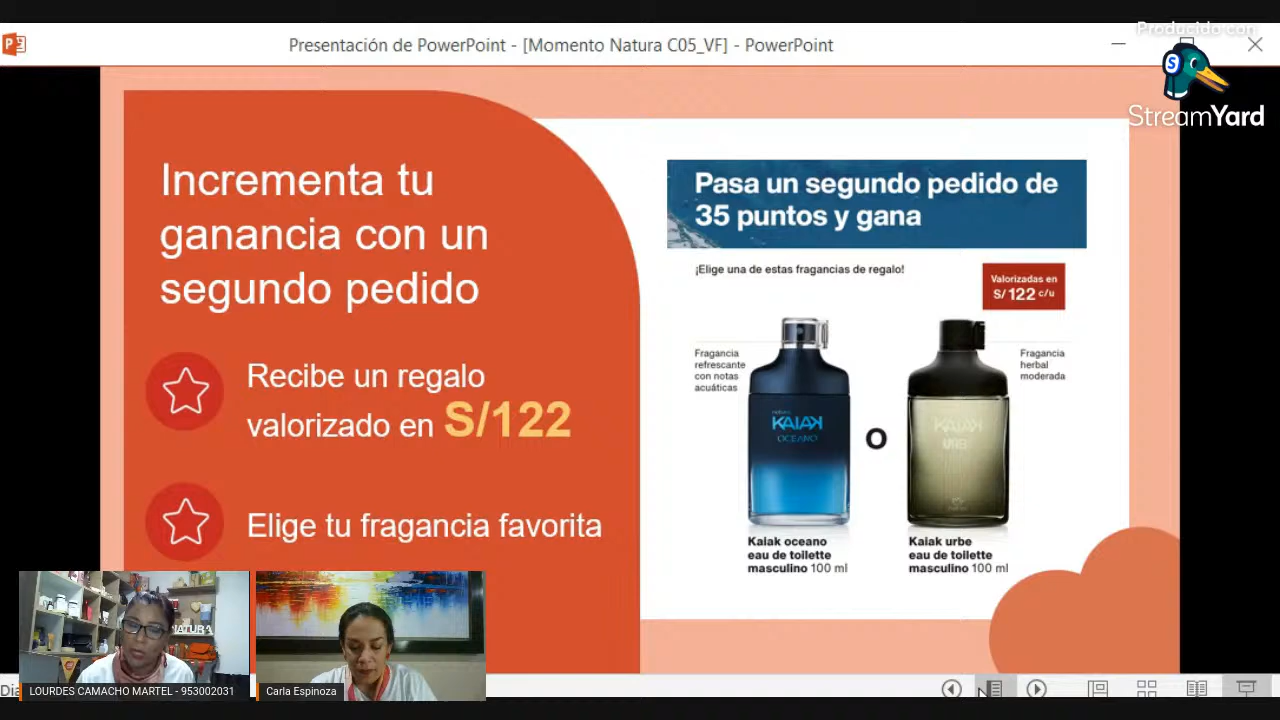 Producido con
Presentación de PowerPoint - [Momento Natura C05_VF] - PowerPoint
StreamYard
Incrementa tu
ganancia con un
segundo pedido
Recibe un regalo
valorizado en S/122
Elige tu fragancia favorita
Pasa un segundo pedido de
35 puntos y gana
¡Elige una de estas fragancias de regalo!
Valorizadas en
S/ 122 c/u
Fragancia
refrescante
con notas
acuáticas
KAIAK
OCEANO
O
KAIAK
URBE
Fragancia
herbal
moderada
Kaiak oceano
eau de toilette
masculino 100 ml
Kaiak urbe
eau de toilette
masculino 100 ml
NATURA
LOURDES CAMACHO MARTEL - 953002031
Carla Espinoza